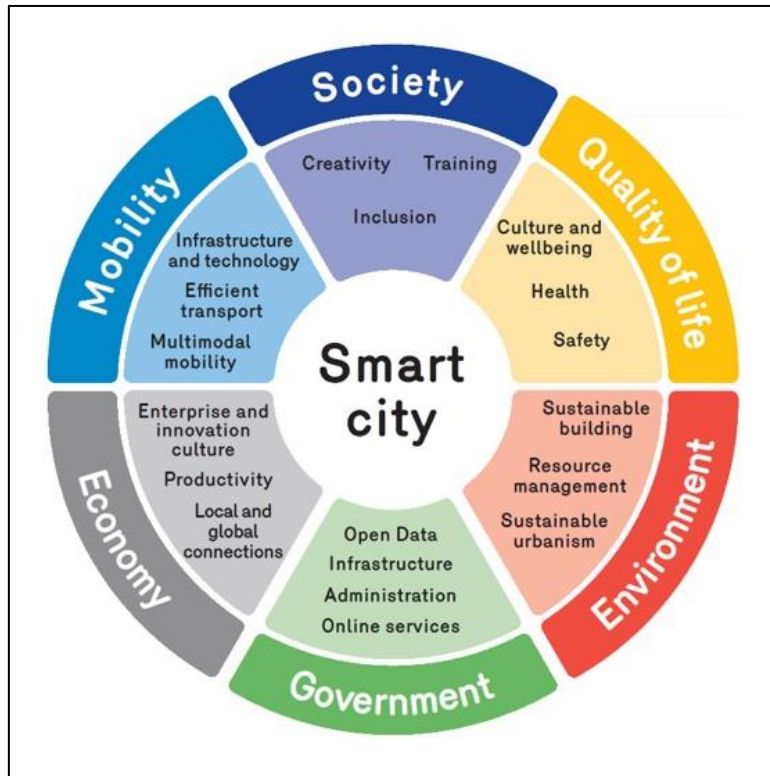 Society
Creativity Training
Inclusion
Quality of life
Culture and
wellbeing
Health
Safety
Environment
Sustainable
building
Resource
management
Sustainable
urbanism
Government
Open Data
Infrastructure
Administration
Online services
Economy
Enterprise and
innovation
culture
Productivity
Local and
global
connections
Mobility
Infrastructure
and technology
Efficient
transport
Multimodal
mobility
Smart
city